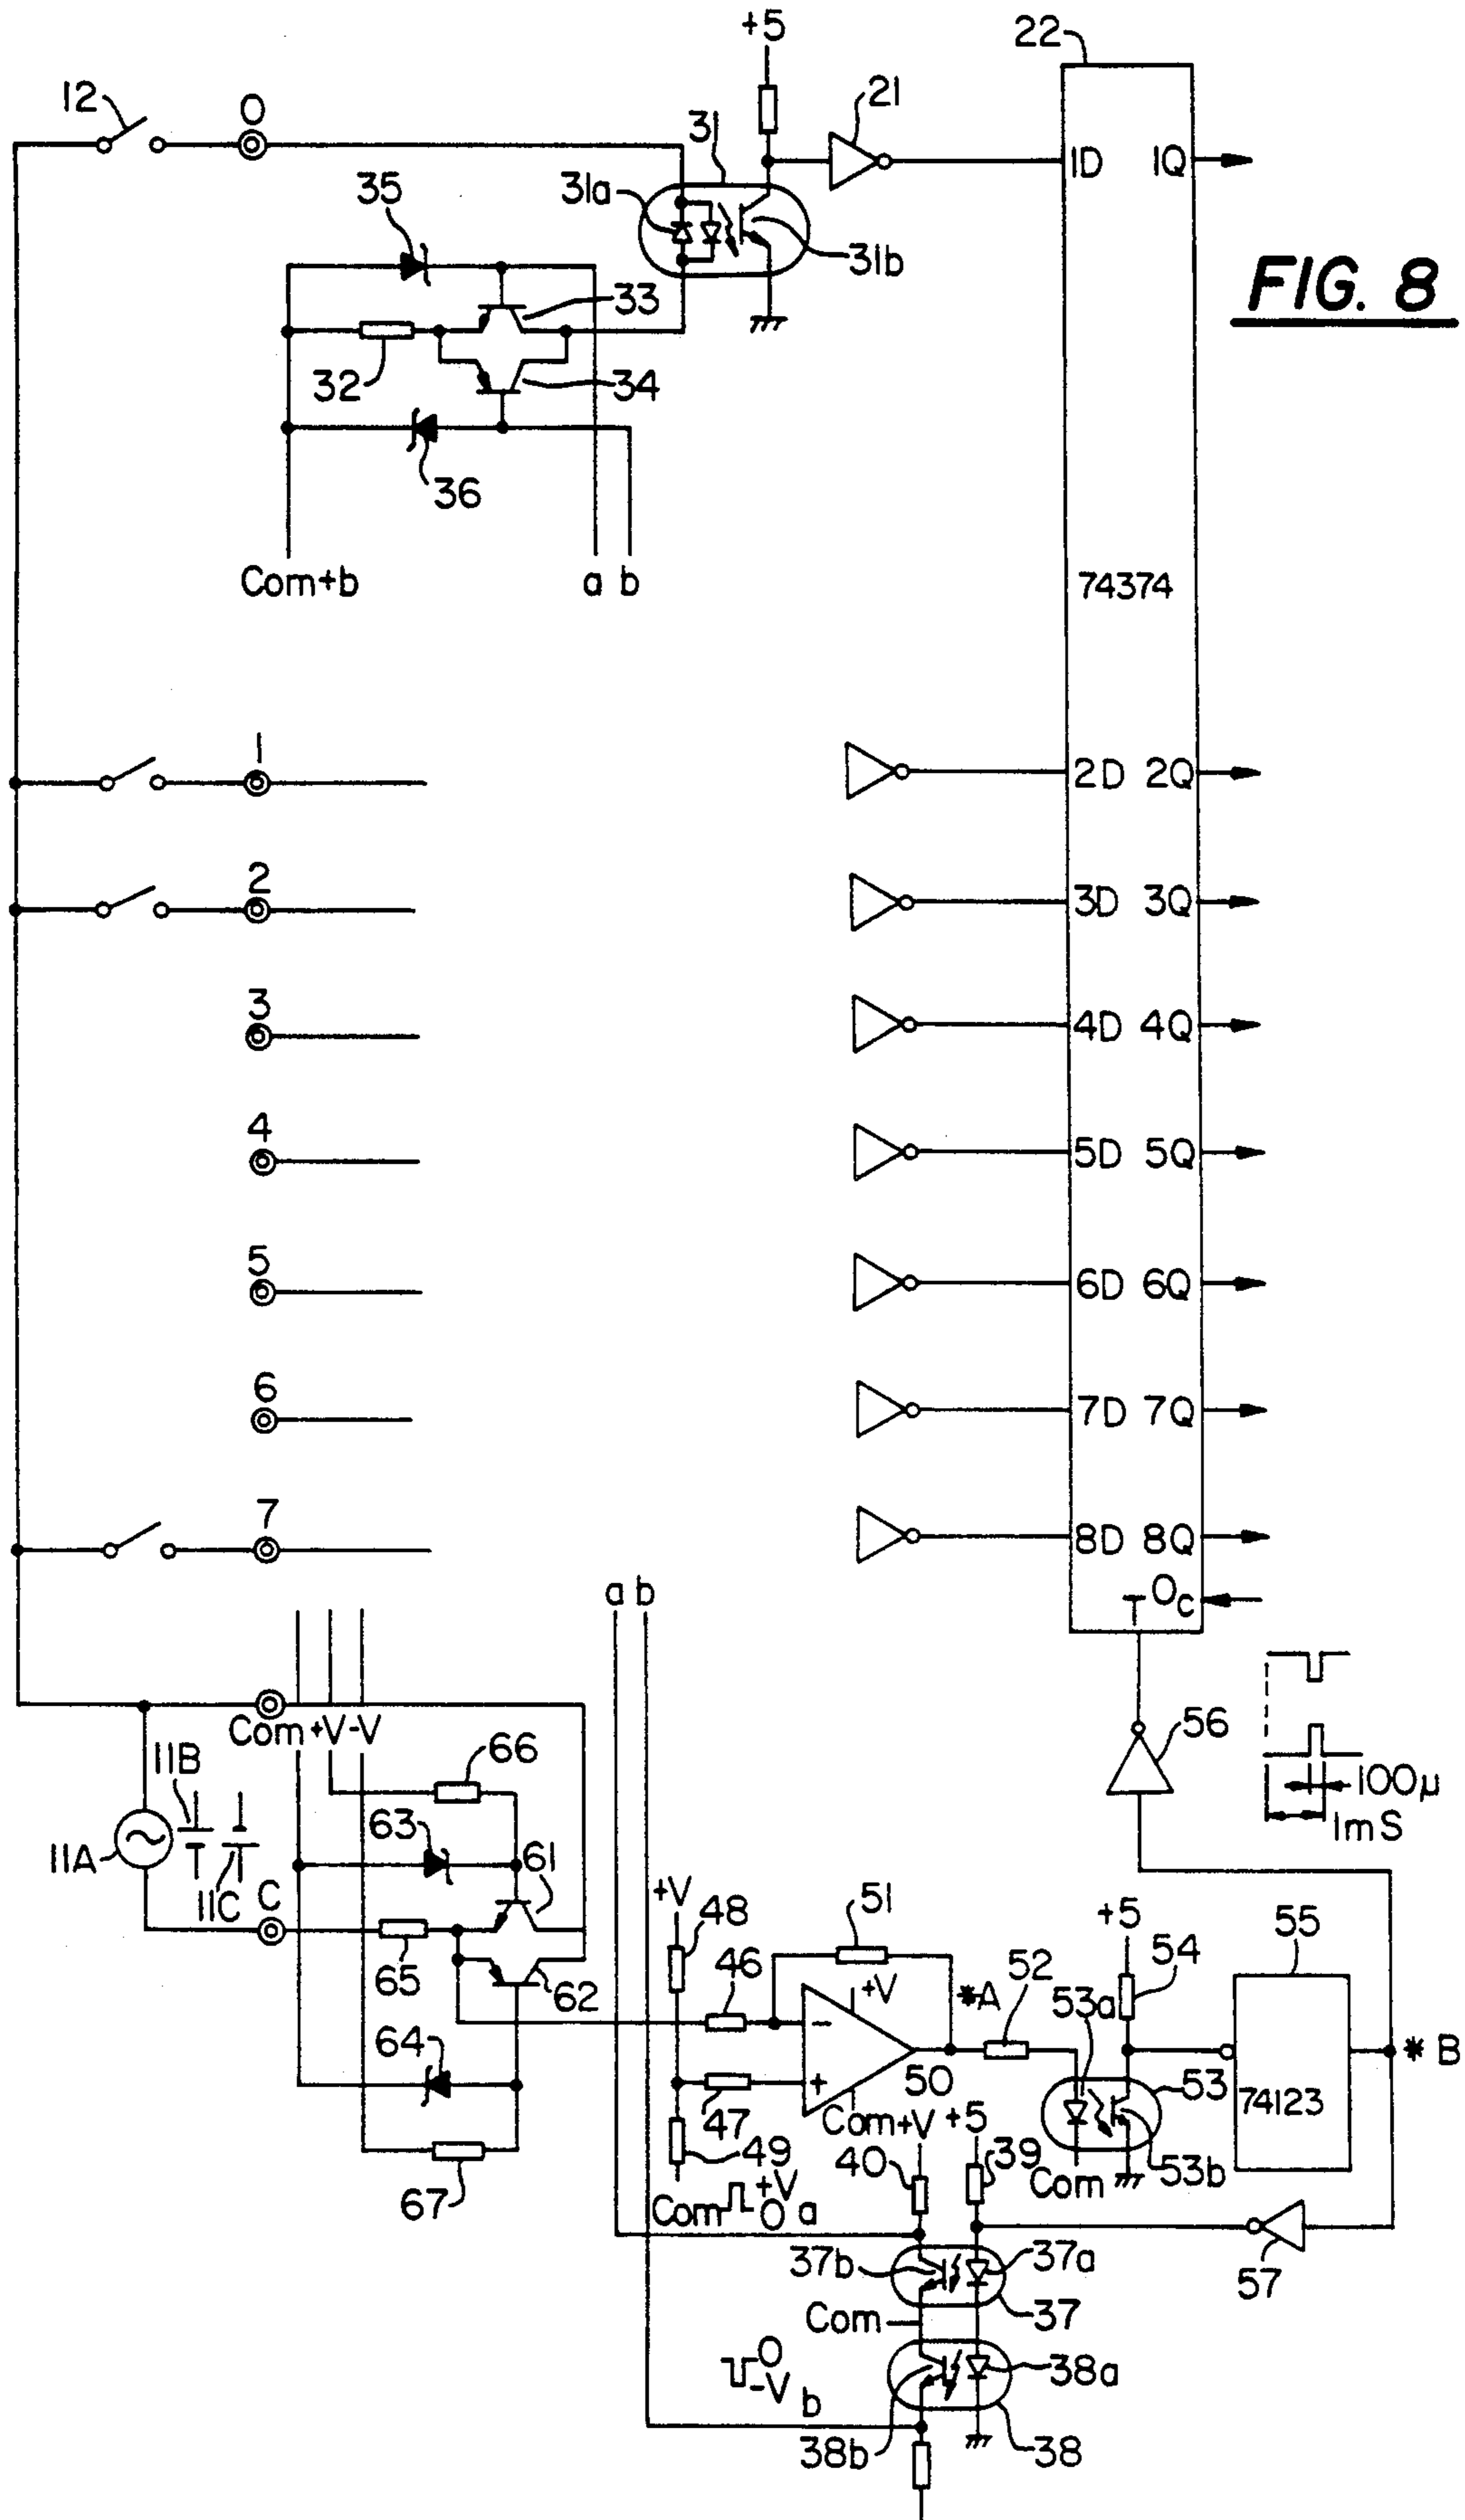 +5
22
12
0
21
31
1D 1Q
31a
35
31b
33
FIG. 8
32
34
36
Com+b
a b
74374
1
2D 2Q
2
3D 3Q
3
4D 4Q
4
5D 5Q
5
6D 6Q
6
7D 7Q
7
8D 8Q
a b
T Oc
Com +V -V
66
56
11B
100μ
63
1mS
11A
61
11C
C
+V
48
51
+5
55
46
52
54
65
62
+V
*A
53a
64
−
* B
50
53
+
74123
47
Com +V +5
49
40
39
Com
53b
67
Com
+V
0
a
37b
37a
57
Com
37
0
-V
38a
b
38b
38